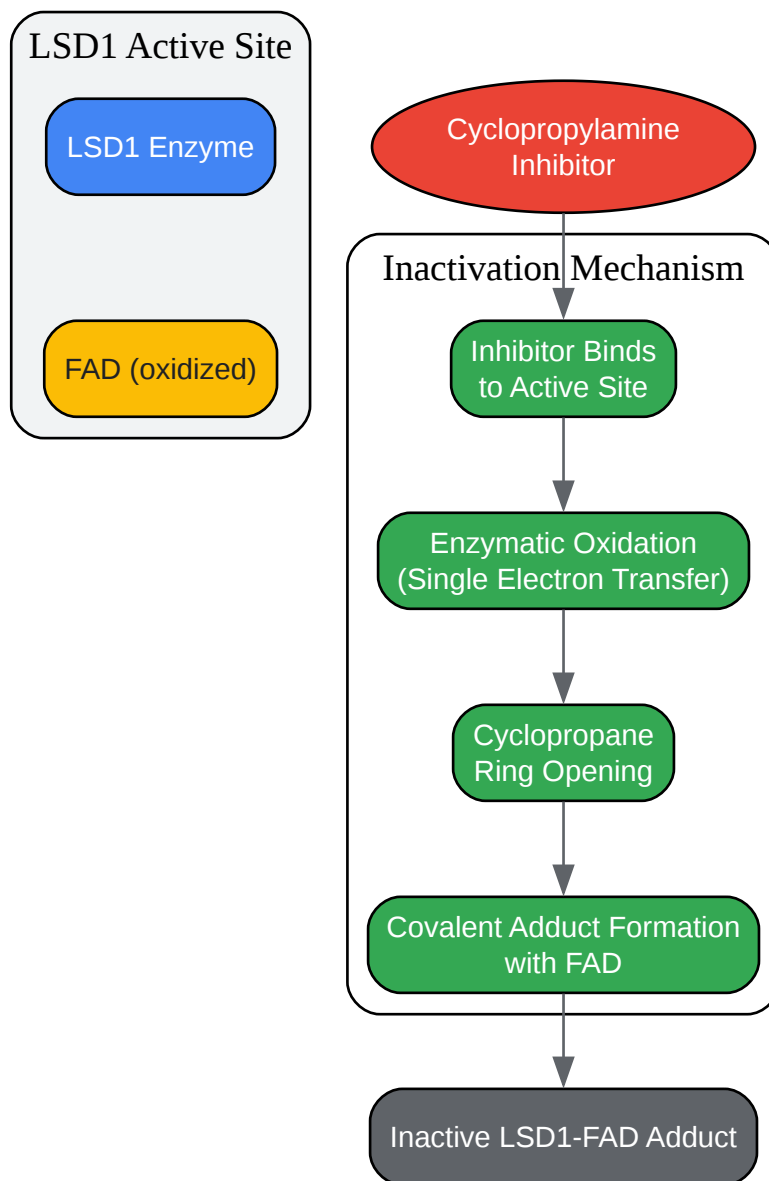 LSD1 Active Site
LSD1 Enzyme
FAD (oxidized)
Cyclopropylamine
Inhibitor
Inactivation Mechanism
Inhibitor Binds
to Active Site
Enzymatic Oxidation
(Single Electron Transfer)
Cyclopropane
Ring Opening
Covalent Adduct Formation
with FAD
Inactive LSD1-FAD Adduct